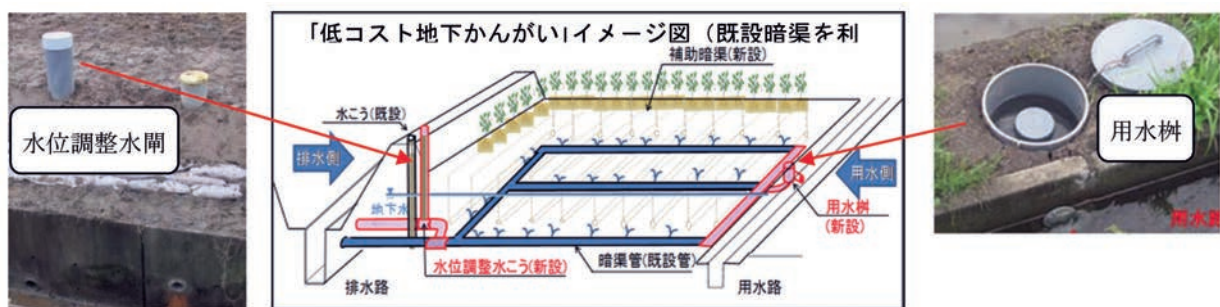 水位調整水閘
「低コスト地下かんがい」イメージ図（既設暗渠を利
補助暗渠(新設)
水こう(既設)
排水側
用水側
地下水
用水桝
(新設)
水位調整水こう(新設)
暗渠管(既設管)
排水路
用水路
用水桝
用水路